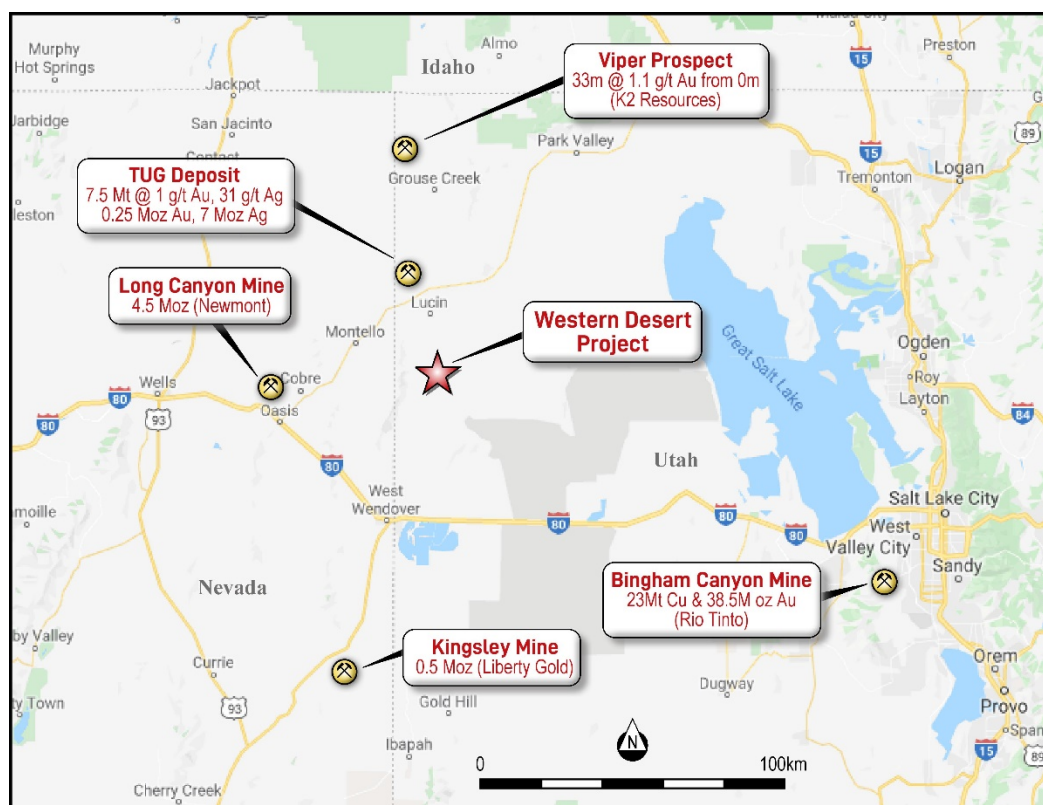 Murphy
Hot Springs
Almo
Idaho
Preston
15
Jackpot
Viper Prospect
33m @ 1.1 g/t Au from 0m
(K2 Resources)
Jarbidge
San Jacinto
89
Contact
Park Valley
15
Logan
Tremonton
TUG Deposit
7.5 Mt @ 1 g/t Au, 31 g/t Ag
0.25 Moz Au, 7 Moz Ag
Grouse Creek
Long Canyon Mine
4.5 Moz (Newmont)
Lucin
Montello
Western Desert
Project
Great Salt Lake
Ogden
Roy
Layton
84
Wells
80
93
80
Cobre
Oasis
80
Utah
West
Wendover
80
80
80
Salt Lake City
West
Valley City
Sandy
Nevada
Bingham Canyon Mine
23Mt Cu & 38.5M oz Au
(Rio Tinto)
Kingsley Mine
0.5 Moz (Liberty Gold)
Currie
93
Gold Hill
Dugway
Orem
Provo
Ibapah
N
15
89
0
100km
Cherry Creek